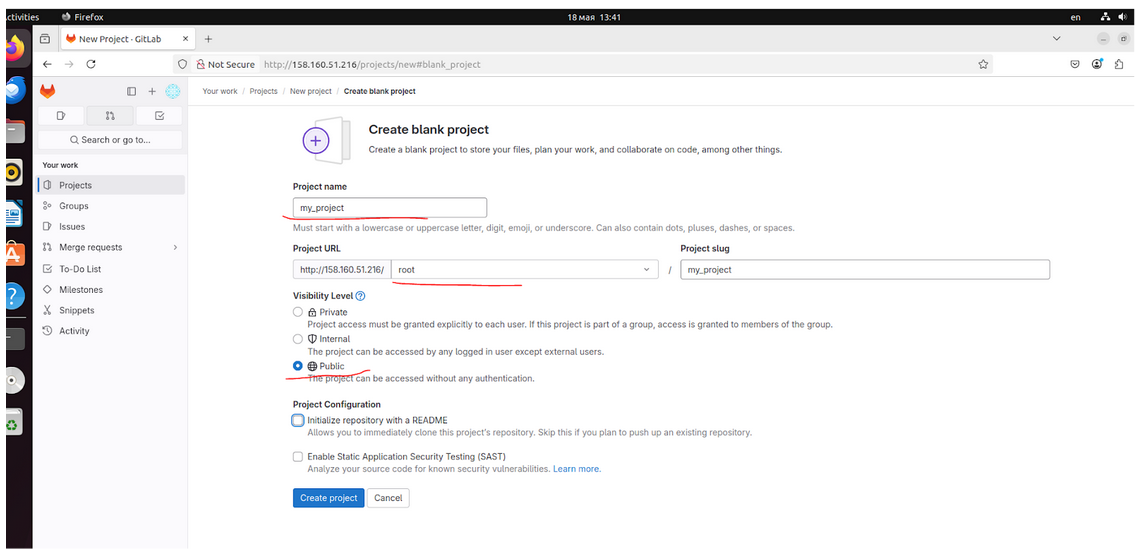 Activities Firefox 18 мая 13:41 en
New Project · GitLab × +
Not Secure http://158.160.51.216/projects/new#blank_project
Your work / Projects / New project / Create blank project
Search or go to...
Your work
Projects
Groups
Issues
Merge requests
To-Do List
Milestones
Snippets
Activity
Create blank project
Create a blank project to store your files, plan your work, and collaborate on code, among other things.
Project name
my_project
Must start with a lowercase or uppercase letter, digit, emoji, or underscore. Can also contain dots, pluses, dashes, or spaces.
Project URL Project slug
http://158.160.51.216/ root / my_project
Visibility Level
Private
Project access must be granted explicitly to each user. If this project is part of a group, access is granted to members of the group.
Internal
The project can be accessed by any logged in user except external users.
Public
The project can be accessed without any authentication.
Project Configuration
Initialize repository with a README
Allows you to immediately clone this project's repository. Skip this if you plan to push up an existing repository.
Enable Static Application Security Testing (SAST)
Analyze your source code for known security vulnerabilities. Learn more.
Create project Cancel